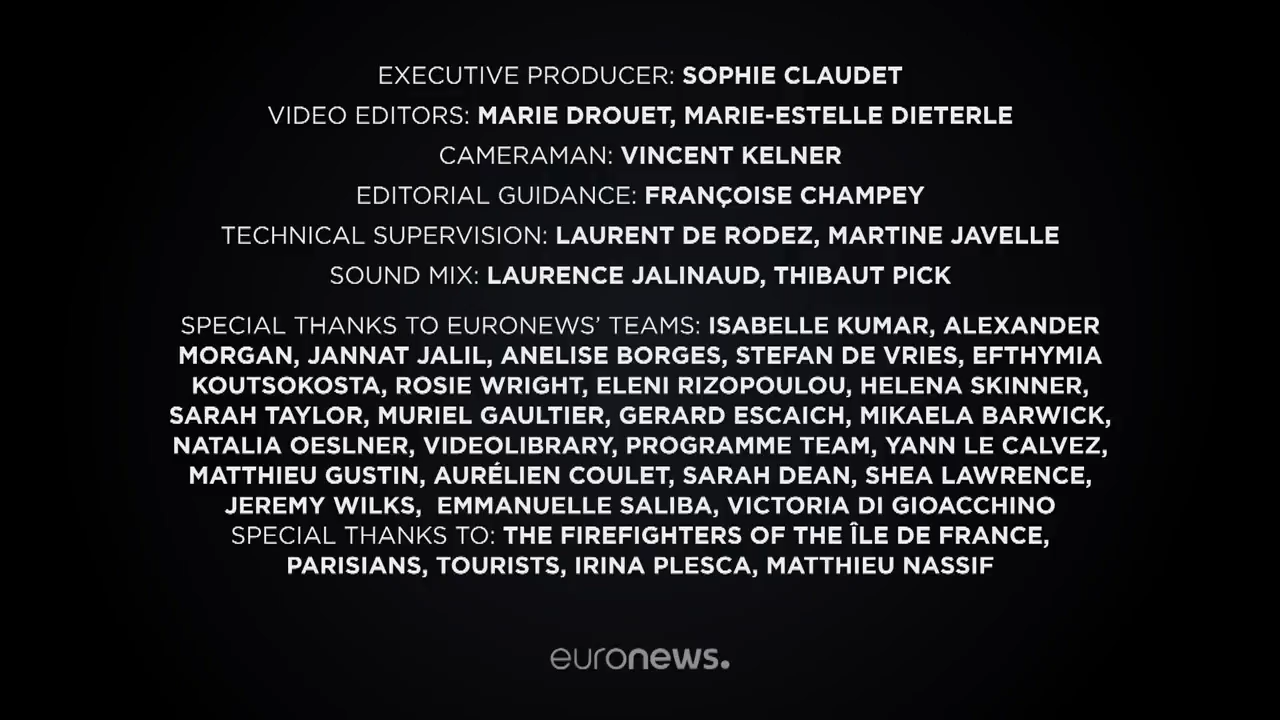 EXECUTIVE PRODUCER: SOPHIE CLAUDET
VIDEO EDITORS: MARIE DROUET, MARIE-ESTELLE DIETERLE
CAMERAMAN: VINCENT KELNER
EDITORIAL GUIDANCE: FRANÇOISE CHAMPEY
TECHNICAL SUPERVISION: LAURENT DE RODEZ, MARTINE JAVELLE
SOUND MIX: LAURENCE JALINAUD, THIBAUT PICK
SPECIAL THANKS TO EURONEWS’ TEAMS: ISABELLE KUMAR, ALEXANDER
MORGAN, JANNAT JALIL, ANELISE BORGES, STEFAN DE VRIES, EFTHYMIA
KOUTSOKOSTA, ROSIE WRIGHT, ELENI RIZOPOULOU, HELENA SKINNER,
SARAH TAYLOR, MURIEL GAULTIER, GERARD ESCAICH, MIKAELA BARWICK,
NATALIA OESLNER, VIDEOLIBRARY, PROGRAMME TEAM, YANN LE CALVEZ,
MATTHIEU GUSTIN, AURÉLIEN COULET, SARAH DEAN, SHEA LAWRENCE,
JEREMY WILKS, EMMANUELLE SALIBA, VICTORIA DI GIOACCHINO
SPECIAL THANKS TO: THE FIREFIGHTERS OF THE ÎLE DE FRANCE,
PARISIANS, TOURISTS, IRINA PLESCA, MATTHIEU NASSIF
euronews.